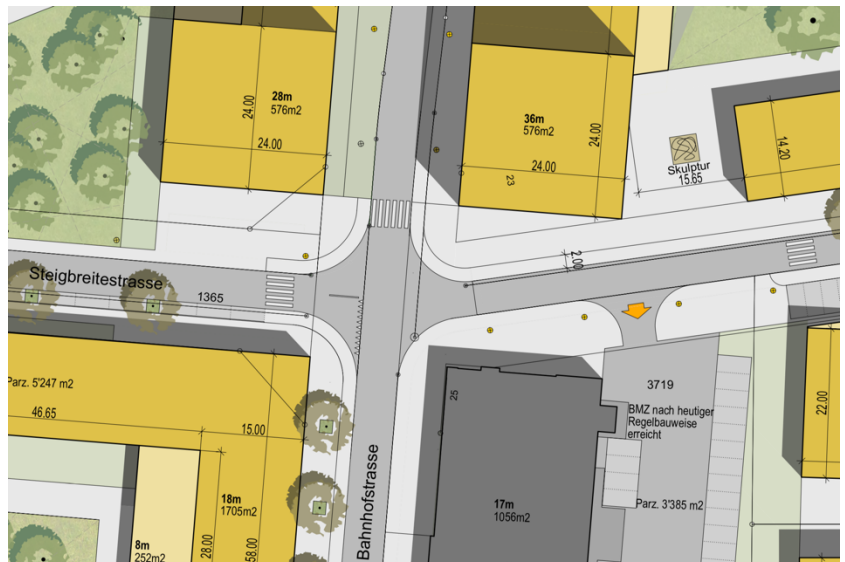 28m
576m2
24.00
24.00
36m
576m2
24.00
24.00
23
Skulptur
15.65
14.20
2.00
Steigbreitestrasse
1365
Parz. 5'247 m2
46.65
15.00
18m
1705m2
8m
252m2
28.00
58.00
Bahnhofstrasse
25
17m
1056m2
3719
BMZ nach heutiger
Regelbauweise
erreicht
Parz. 3'385 m2
22.00